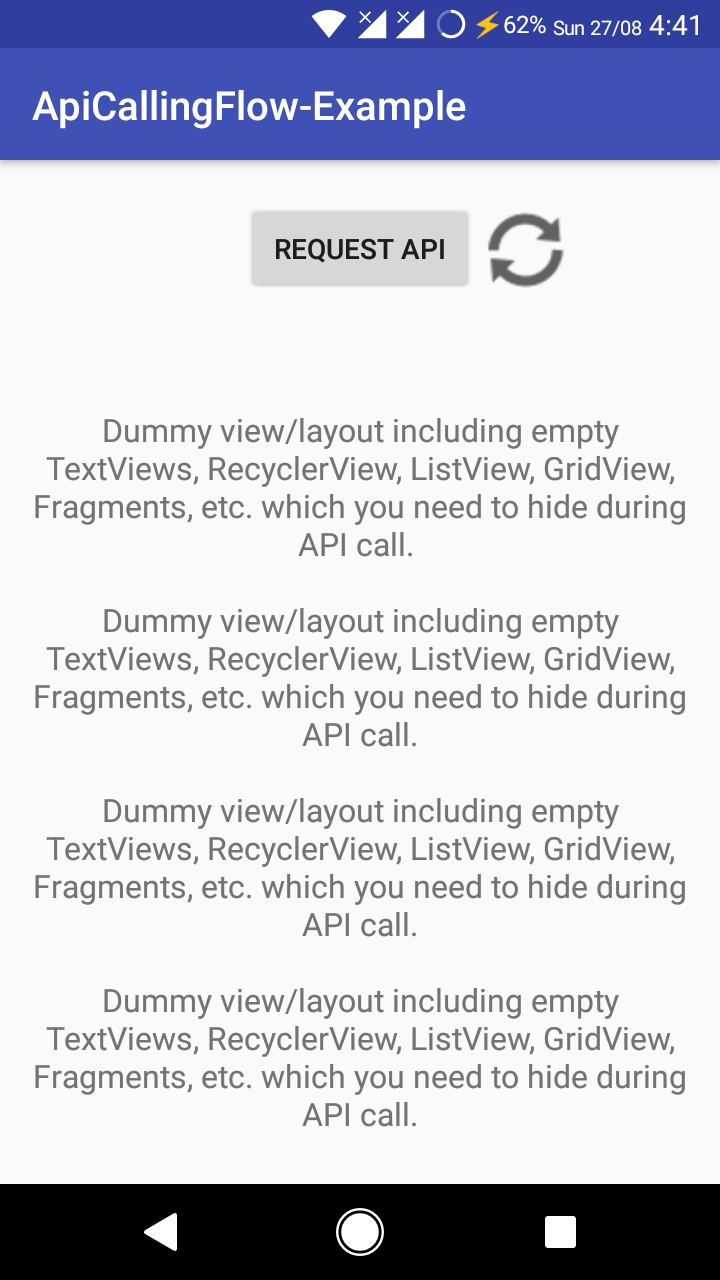 62% Sun 27/08 4:41
ApiCallingFlow-Example
REQUEST API
Dummy view/layout including empty
TextViews, RecyclerView, ListView, GridView,
Fragments, etc. which you need to hide during
API call.
Dummy view/layout including empty
TextViews, RecyclerView, ListView, GridView,
Fragments, etc. which you need to hide during
API call.
Dummy view/layout including empty
TextViews, RecyclerView, ListView, GridView,
Fragments, etc. which you need to hide during
API call.
Dummy view/layout including empty
TextViews, RecyclerView, ListView, GridView,
Fragments, etc. which you need to hide during
API call.